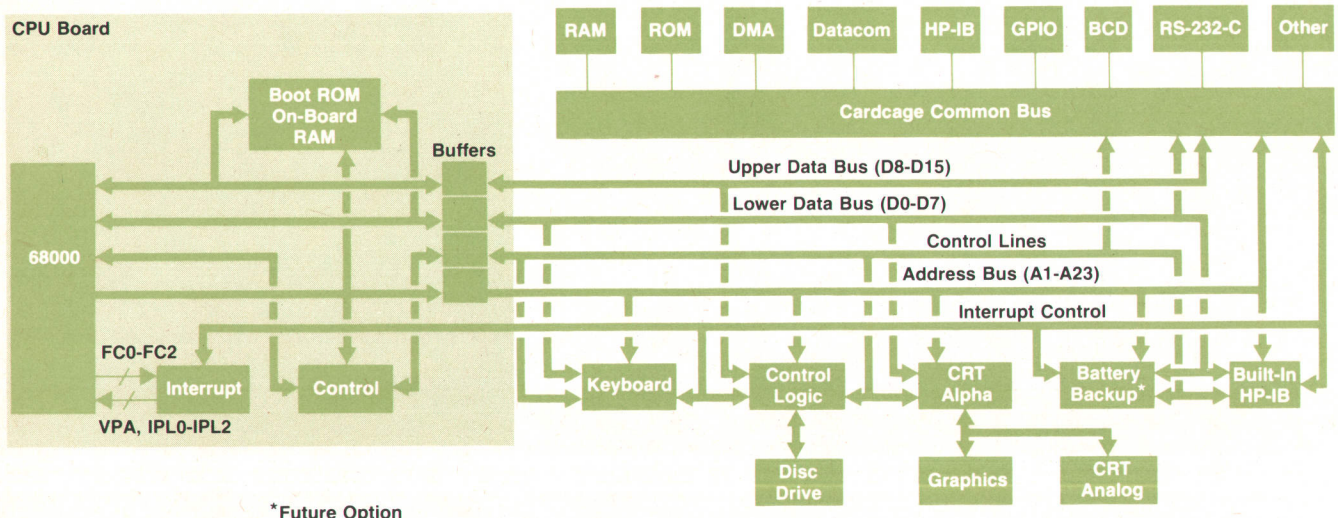 CPU Board
RAM
ROM
DMA
Datacom
HP-IB
GPIO
BCD
RS-232-C
Other
Boot ROM
On-Board
RAM
Cardcage Common Bus
Buffers
Upper Data Bus (D8-D15)
Lower Data Bus (D0-D7)
68000
Control Lines
Address Bus (A1-A23)
Interrupt Control
FC0-FC2
Interrupt
Control
Keyboard
Control
Logic
CRT
Alpha
Battery
Backup*
Built-In
HP-IB
VPA, IPL0-IPL2
Disc
Drive
Graphics
CRT
Analog
*Future Option